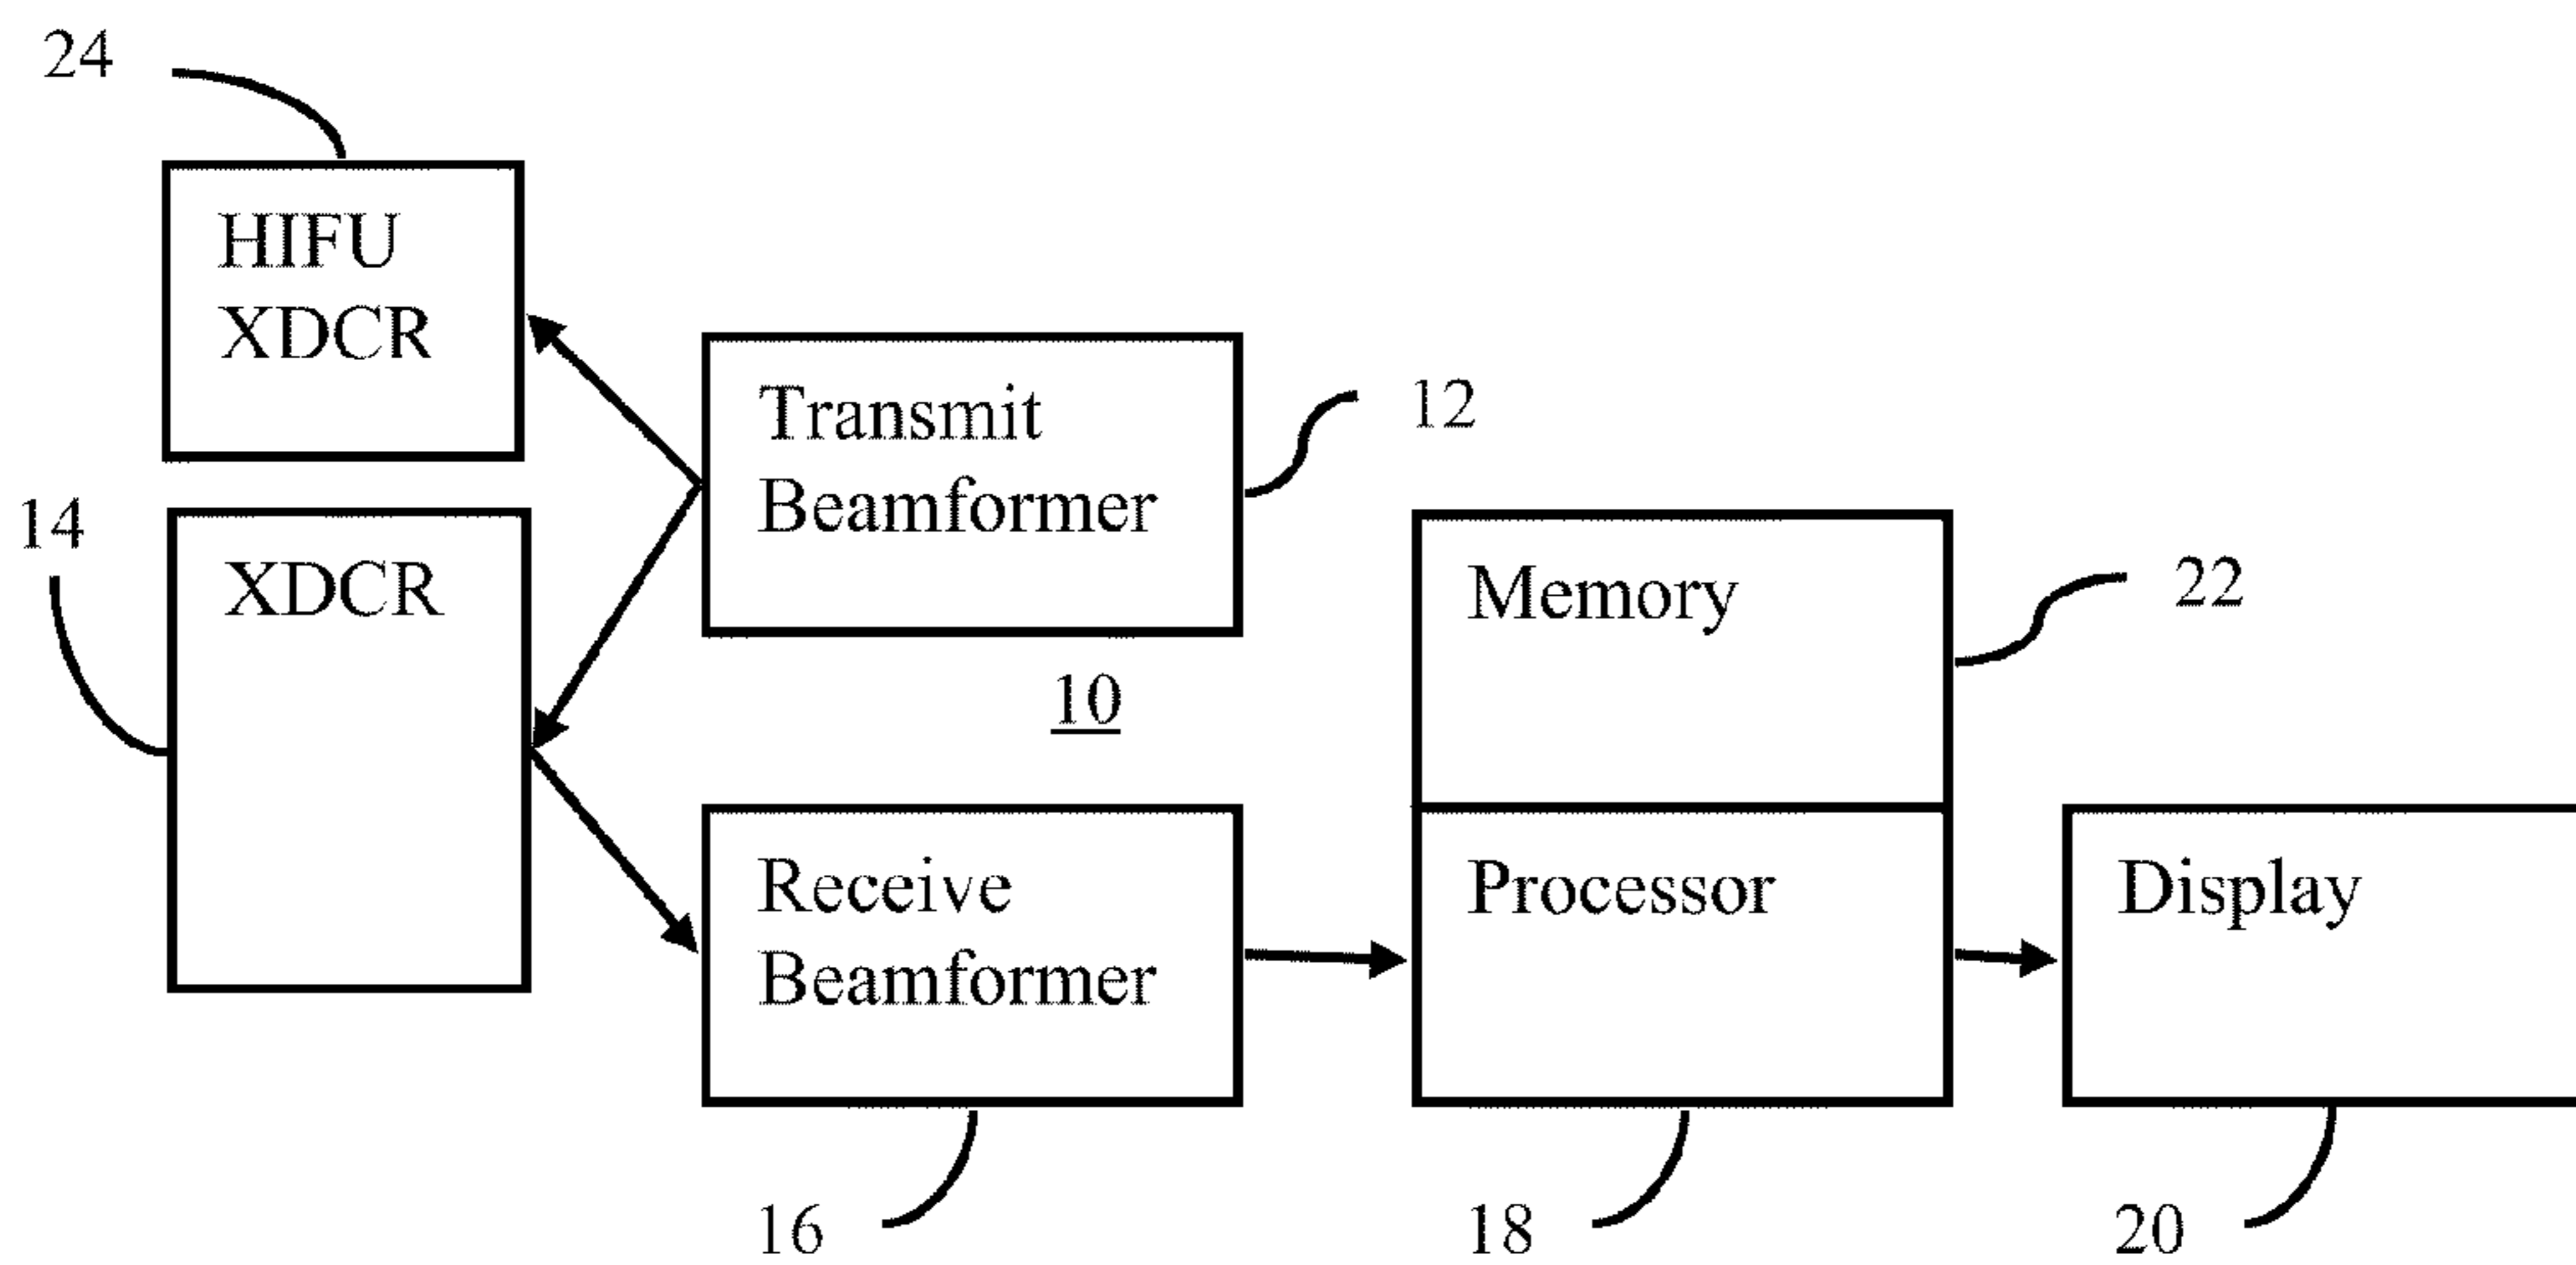 24
HIFU
XDCR
Transmit
Beamformer
12
14
XDCR
Memory
22
10
Receive
Beamformer
Processor
Display
16
18
20